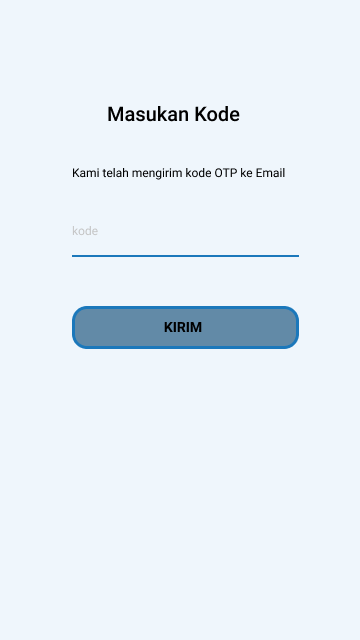 Masukan Kode
Kami telah mengirim kode OTP ke Email
kode
KIRIM